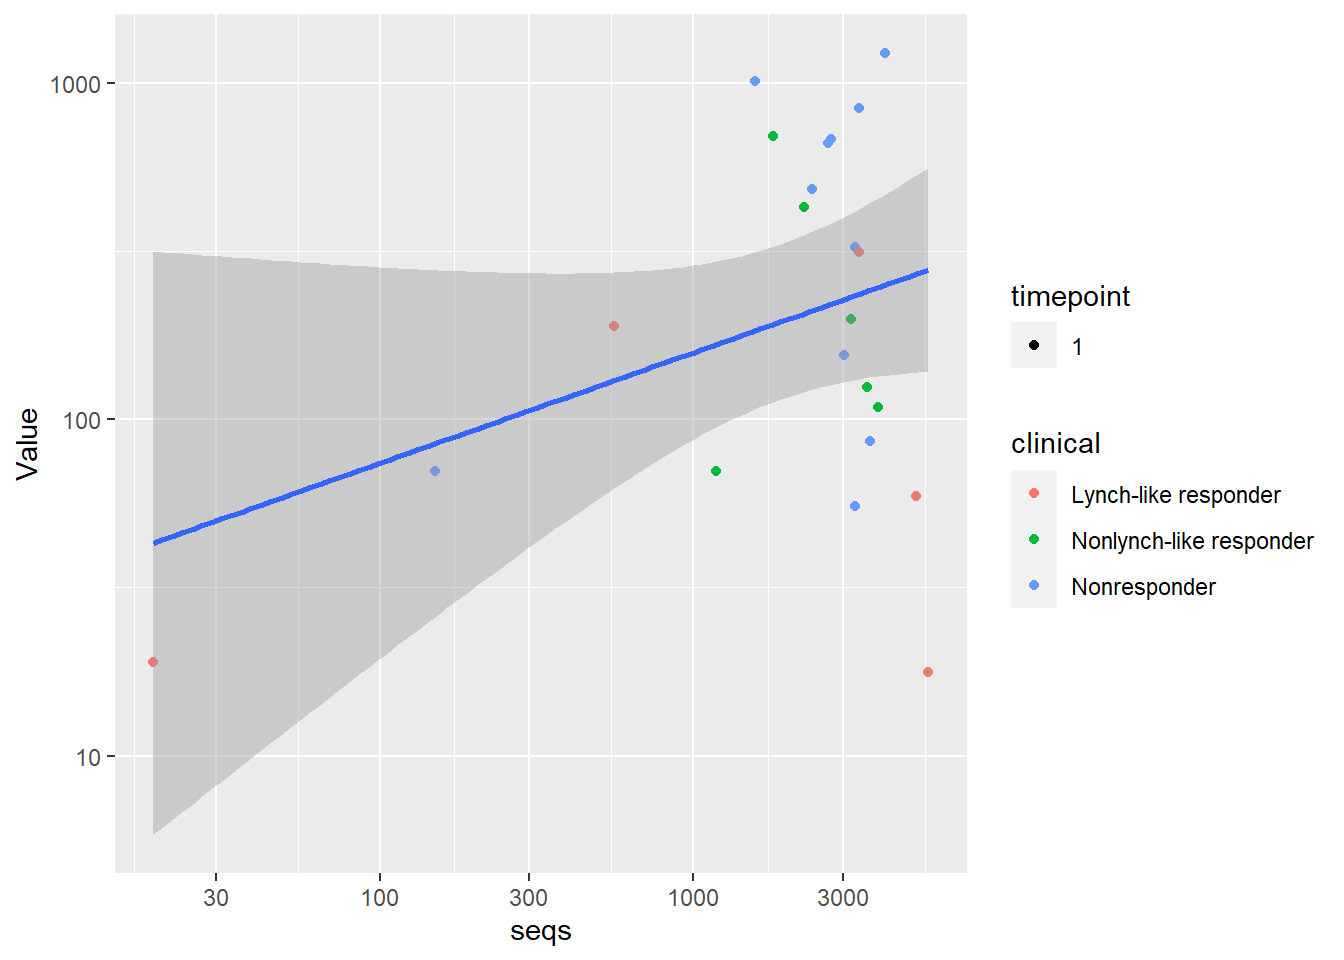 1000
100
10
Value
30
100
300
1000
3000
seqs
timepoint
1
clinical
Lynch-like responder
Nonlynch-like responder
Nonresponder